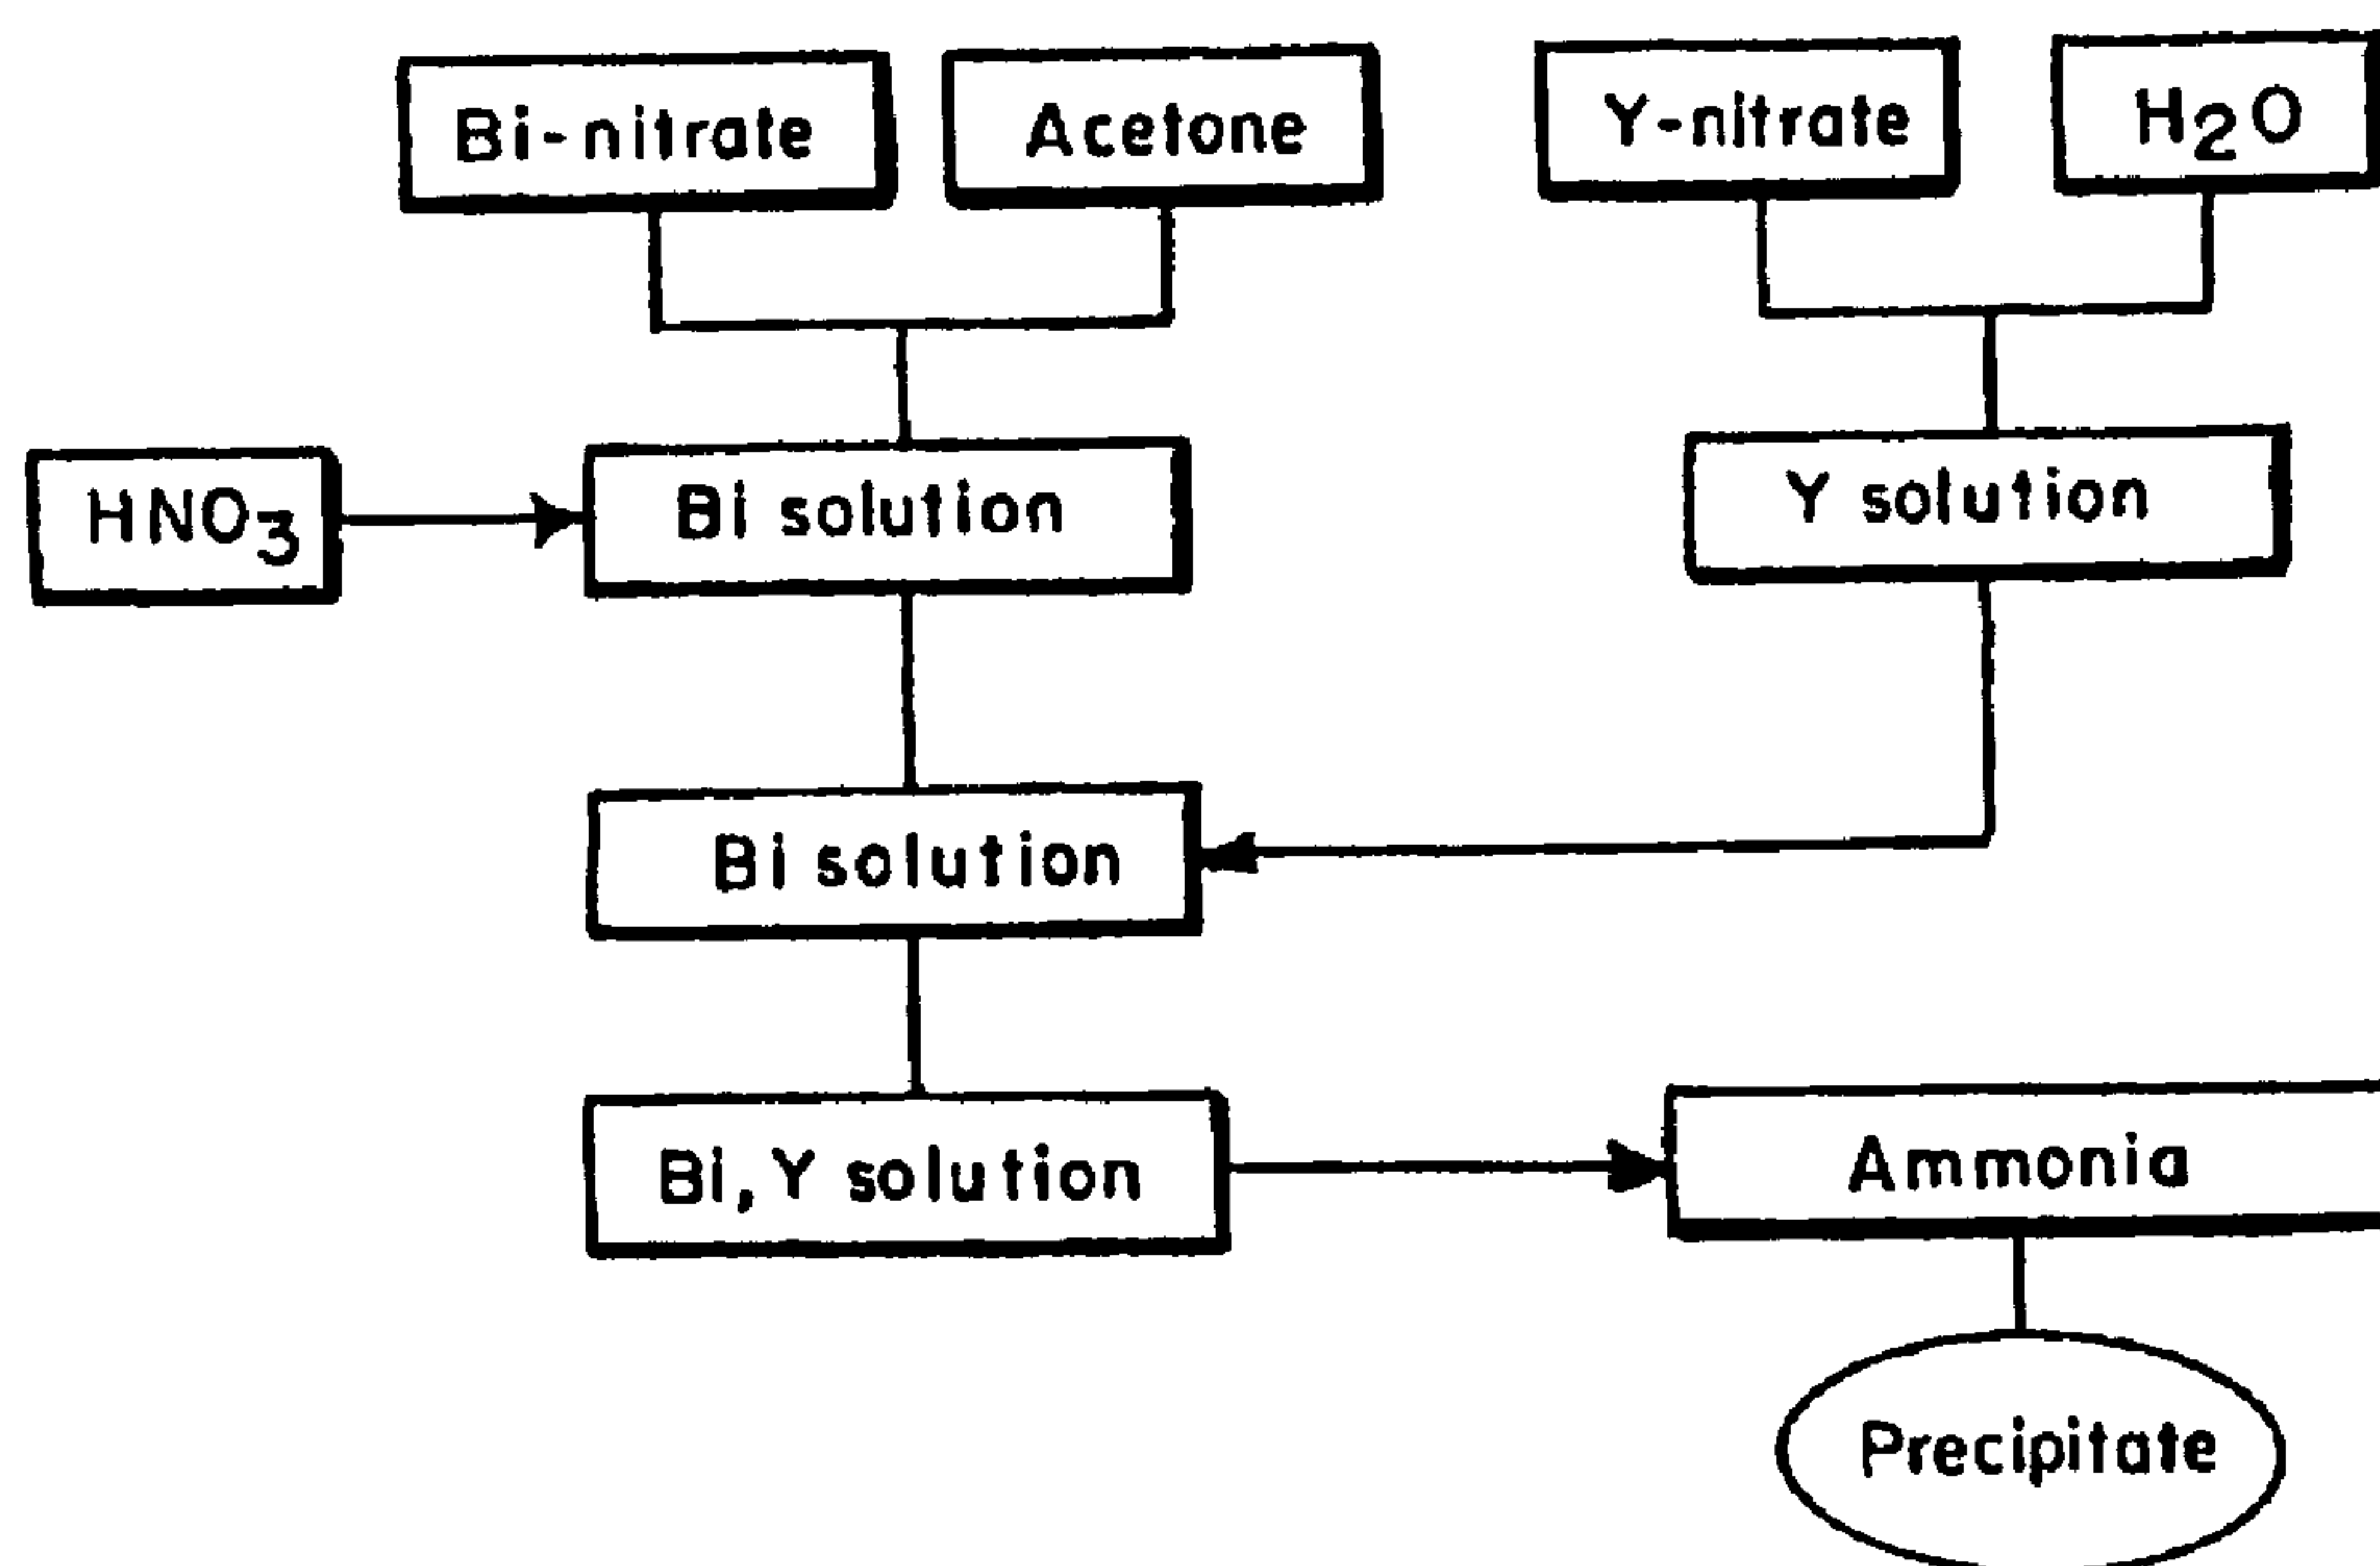 Bi-nitrate
Acetone
Y-nitrate
H2O
HNO3
Bi solution
Y solution
Bi solution
Bi, Y solution
Ammonia
Precipitate